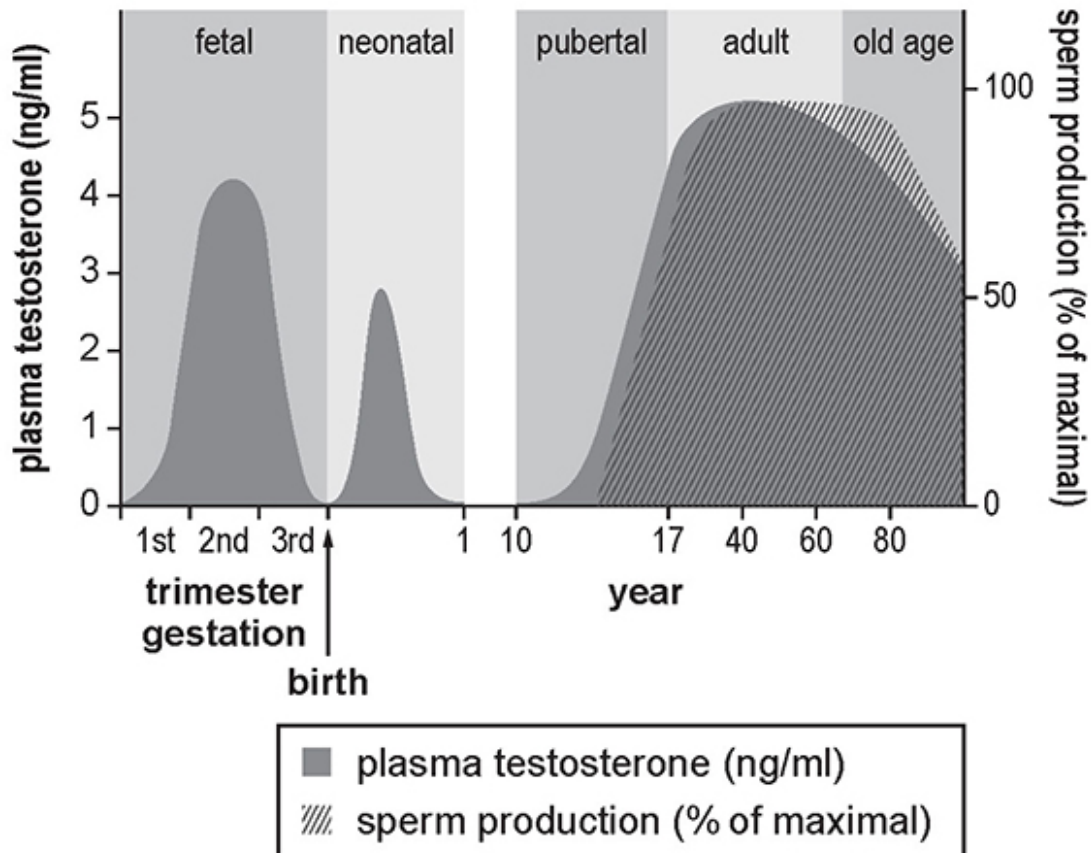 fetal
neonatal
pubertal
adult
old age
plasma testosterone (ng/ml)
5
4
3
2
1
0
sperm production (% of maximal)
100
50
0
1st 2nd 3rd
1 10 17 40 60 80
trimester
gestation
year
birth
plasma testosterone (ng/ml)
sperm production (% of maximal)